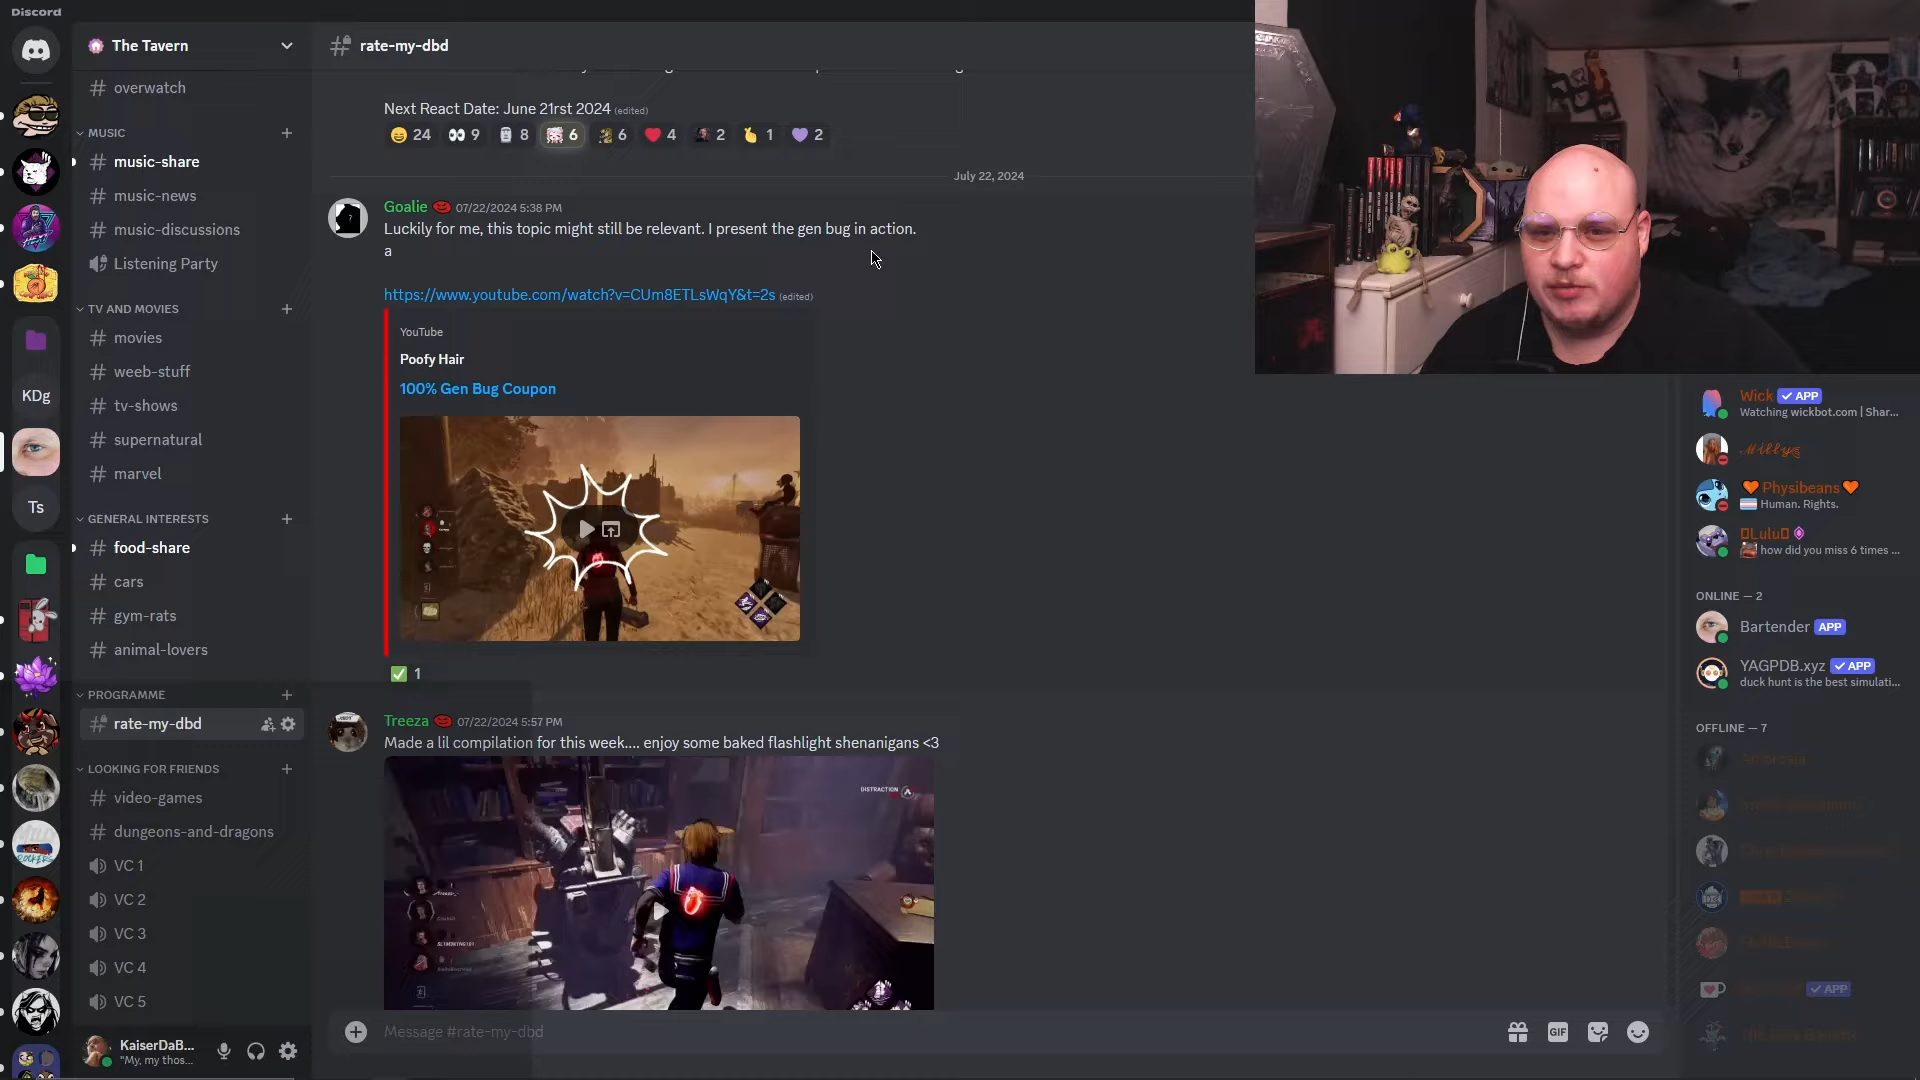 Discord
The Tavern
overwatch
MUSIC
music-share
music-news
music-discussions
Listening Party
TV AND MOVIES
movies
weeb-stuff
tv-shows
supernatural
marvel
GENERAL INTERESTS
food-share
cars
gym-rats
animal-lovers
PROGRAMME
rate-my-dbd
LOOKING FOR FRIENDS
video-games
dungeons-and-dragons
VC 1
VC 2
VC 3
VC 4
VC 5
KDg
Ts
KaiserDaB...
"My, my thos...
rate-my-dbd
Next React Date: June 21rst 2024 (edited)
24 9 8 6 6 4 2 1 2
July 22, 2024
Goalie 07/22/2024 5:38 PM
Luckily for me, this topic might still be relevant. I present the gen bug in action.
a
https://www.youtube.com/watch?v=CUm8ETLsWqY&t=2s (edited)
YouTube
Poofy Hair
100% Gen Bug Coupon
1
Treeza 07/22/2024 5:57 PM
Made a lil compilation for this week.... enjoy some baked flashlight shenanigans <3
DISTRACTION
Message #rate-my-dbd
GIF
Wick APP
Watching wickbot.com | Shar...
Millyy
Physibeans
Human. Rights.
Lulu
how did you miss 6 times ...
ONLINE — 2
Bartender APP
YAGPDB.xyz APP
duck hunt is the best simulati...
OFFLINE — 7
APP